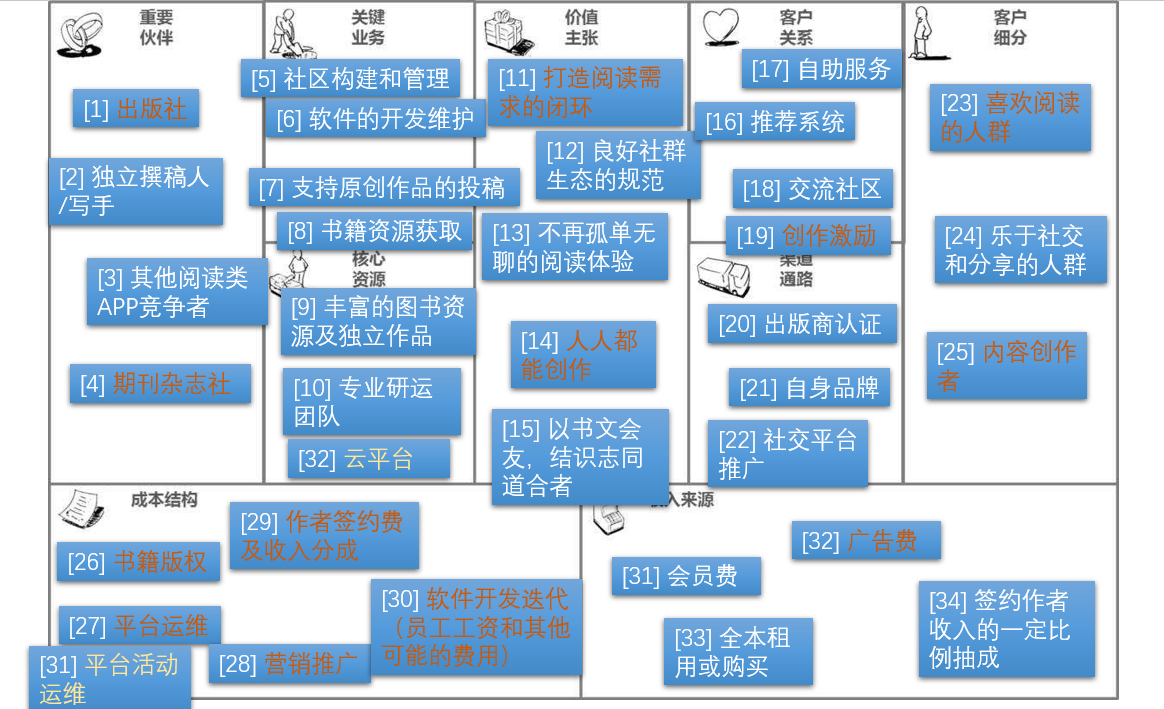 重要
伙伴
[1] 出版社
[2] 独立撰稿人
/写手
[3] 其他阅读类
APP竞争者
[4] 期刊杂志社
关键
业务
[5] 社区构建和管理
[6] 软件的开发维护
[7] 支持原创作品的投稿
[8] 书籍资源获取
核心
资源
[9] 丰富的图书资
源及独立作品
[10] 专业研运
团队
[32] 云平台
价值
主张
[11] 打造阅读需
求的闭环
[12] 良好社群
生态的规范
[13] 不再孤单无
聊的阅读体验
[14] 人人都
能创作
[15] 以书文会
友，结识志同
道合者
客户
关系
[17] 自助服务
[16] 推荐系统
[18] 交流社区
[19] 创作激励
渠道
通路
[20] 出版商认证
[21] 自身品牌
[22] 社交平台
推广
客户
细分
[23] 喜欢阅读
的人群
[24] 乐于社交
和分享的人群
[25] 内容创作
者
成本结构
[29] 作者签约费
及收入分成
[26] 书籍版权
[27] 平台运维
[30] 软件开发迭代
（员工工资和其他
可能的费用）
[31] 平台活动
运维
[28] 营销推广
收入来源
[32] 广告费
[31] 会员费
[33] 全本租
用或购买
[34] 签约作者
收入的一定比
例抽成